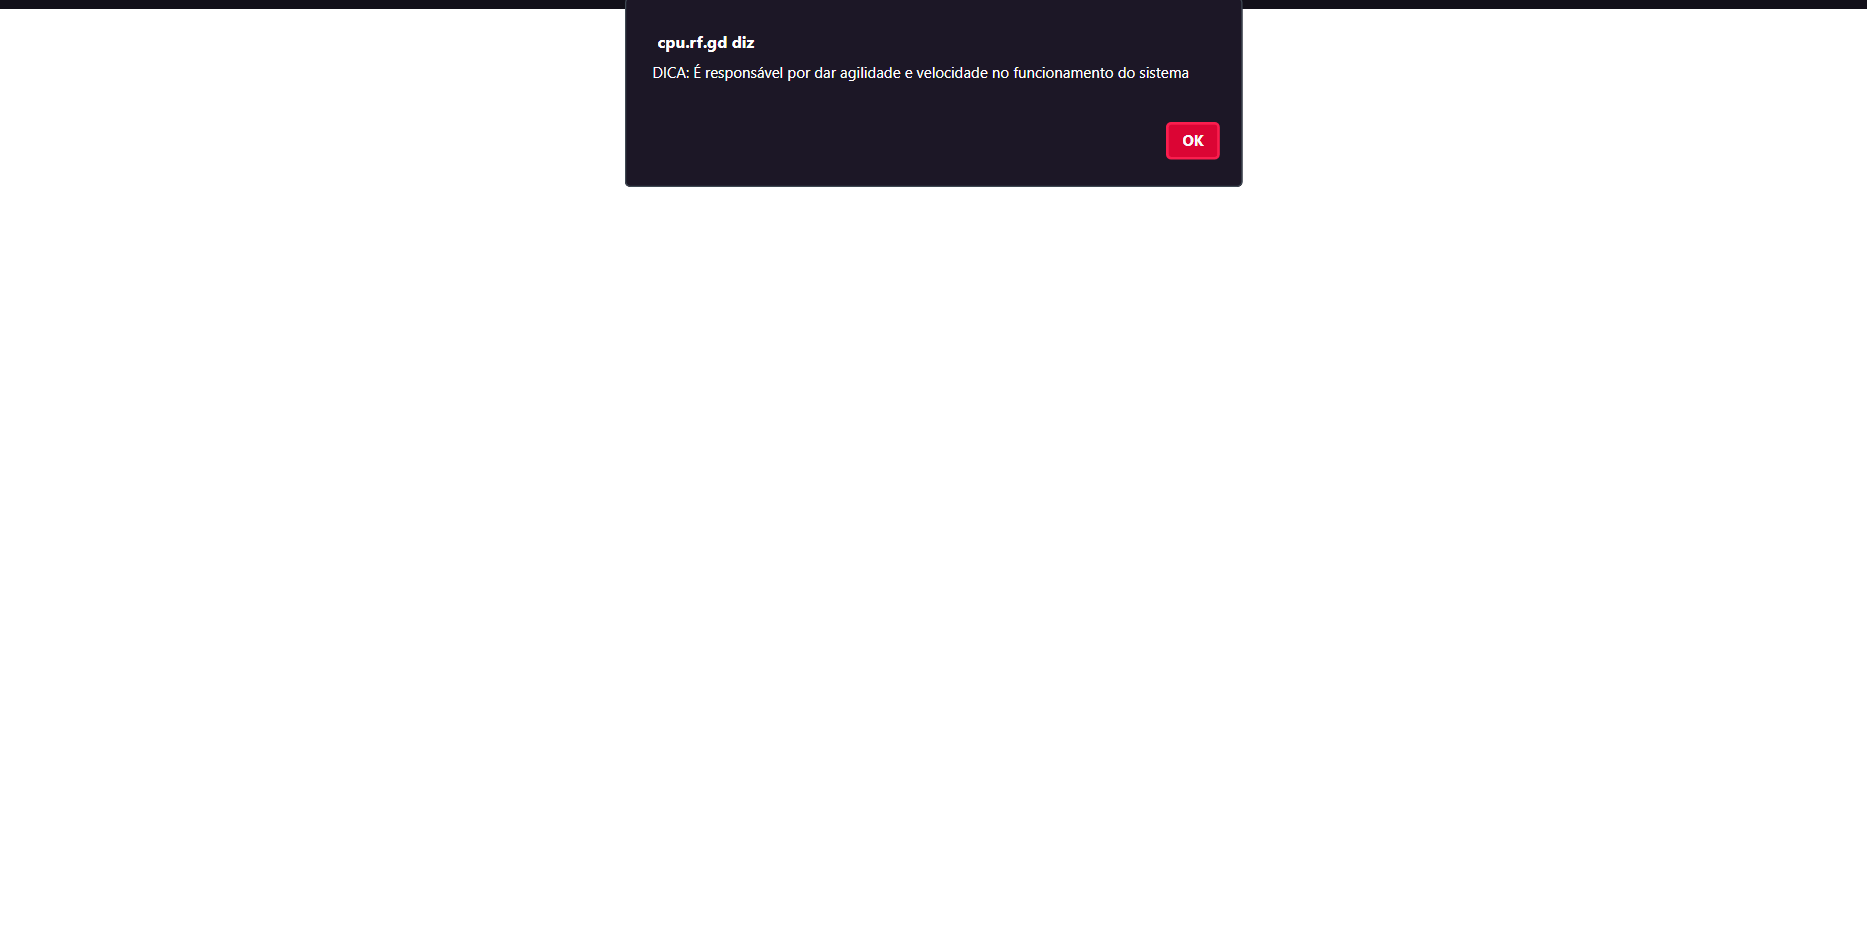 cpu.rf.gd diz
DICA: É responsável por dar agilidade e velocidade no funcionamento do sistema
OK